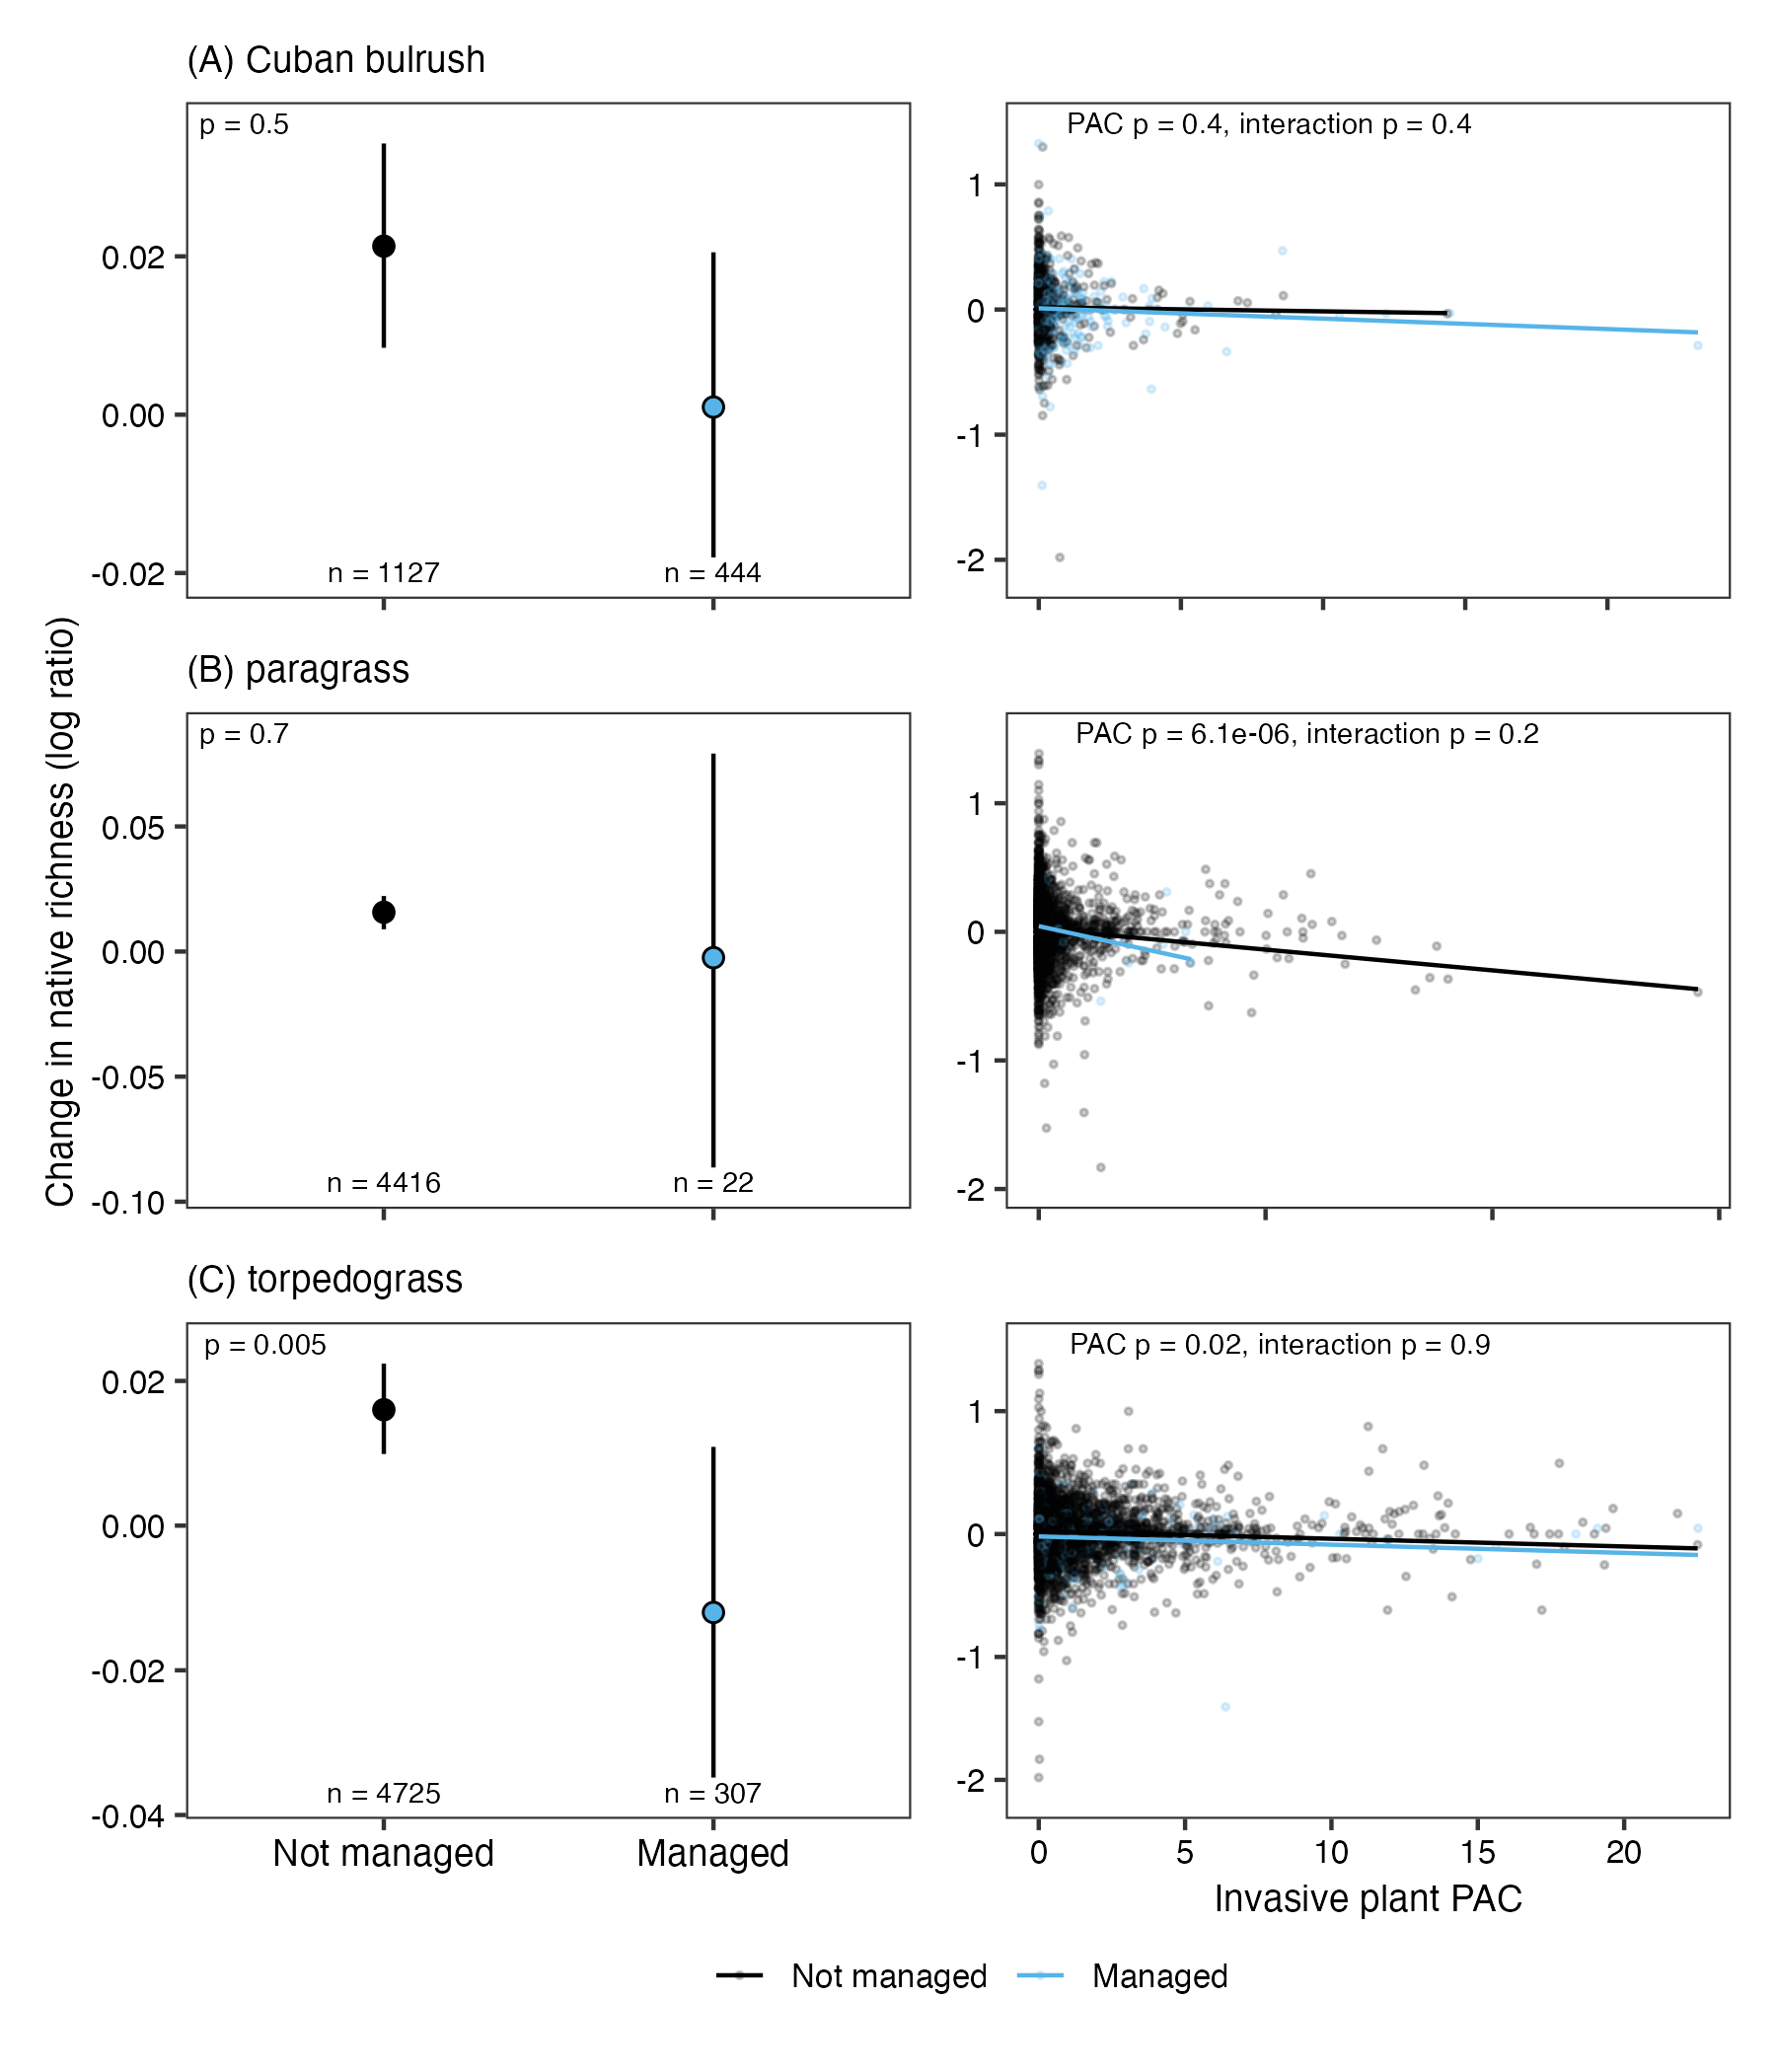 (A) Cuban bulrush
p = 0.5
0.02
0.00
-0.02
n = 1127
n = 444
PAC p = 0.4, interaction p = 0.4
1
0
-1
-2
Change in native richness (log ratio)
(B) paragrass
p = 0.7
0.05
0.00
-0.05
-0.10
n = 4416
n = 22
PAC p = 6.1e-06, interaction p = 0.2
1
0
-1
-2
(C) torpedograss
p = 0.005
0.02
0.00
-0.02
-0.04
n = 4725
n = 307
Not managed
Managed
PAC p = 0.02, interaction p = 0.9
1
0
-1
-2
0 5 10 15 20
Invasive plant PAC
Not managed Managed